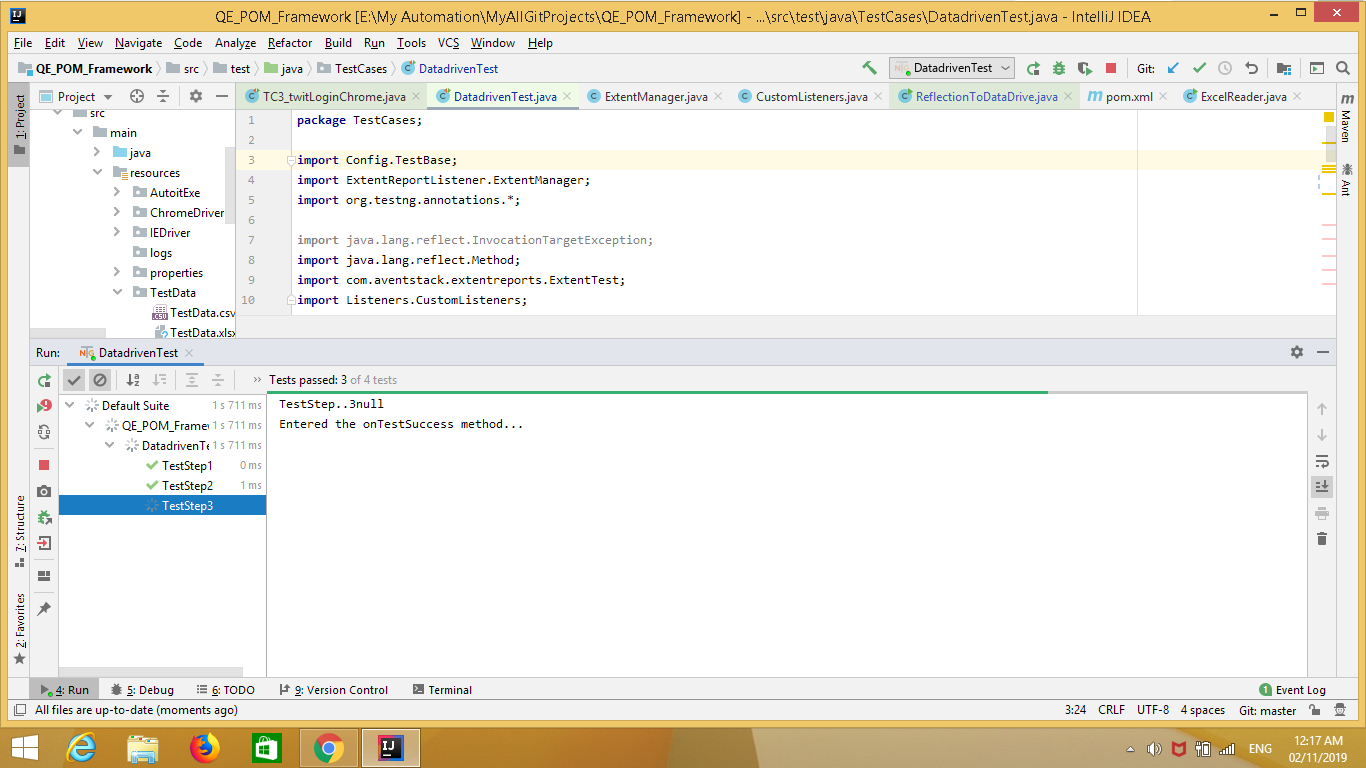 QE_POM_Framework [E:\My Automation\MyAllGitProjects\QE_POM_Framework] - ...\src\test\java\TestCases\DatadrivenTest.java - IntelliJ IDEA
File Edit View Navigate Code Analyze Refactor Build Run Tools VCS Window Help
QE_POM_Framework src test java TestCases DatadrivenTest DatadrivenTest Git:
1: Project
Project
TC3_twitLoginChrome.java DatadrivenTest.java ExtentManager.java CustomListeners.java ReflectionToDataDrive.java pom.xml ExcelReader.java
Maven
Ant
src
main
java
resources
AutoitExe
ChromeDriver
IEDriver
logs
properties
TestData
TestData.csv
TestData.xlsx
1 package TestCases;
2
3 import Config.TestBase;
4 import ExtentReportListener.ExtentManager;
5 import org.testng.annotations.*;
6
7 import java.lang.reflect.InvocationTargetException;
8 import java.lang.reflect.Method;
9 import com.aventstack.extentreports.ExtentTest;
10 import Listeners.CustomListeners;
Run: DatadrivenTest
Tests passed: 3 of 4 tests
Default Suite 1 s 711 ms
QE_POM_Framew 1 s 711 ms
DatadrivenTe 1 s 711 ms
TestStep1 0 ms
TestStep2 1 ms
TestStep3
TestStep..3null
Entered the onTestSuccess method...
7: Structure
2: Favorites
4: Run 5: Debug 6: TODO 9: Version Control Terminal 1 Event Log
All files are up-to-date (moments ago) 3:24 CRLF UTF-8 4 spaces Git: master
ENG
12:17 AM
02/11/2019